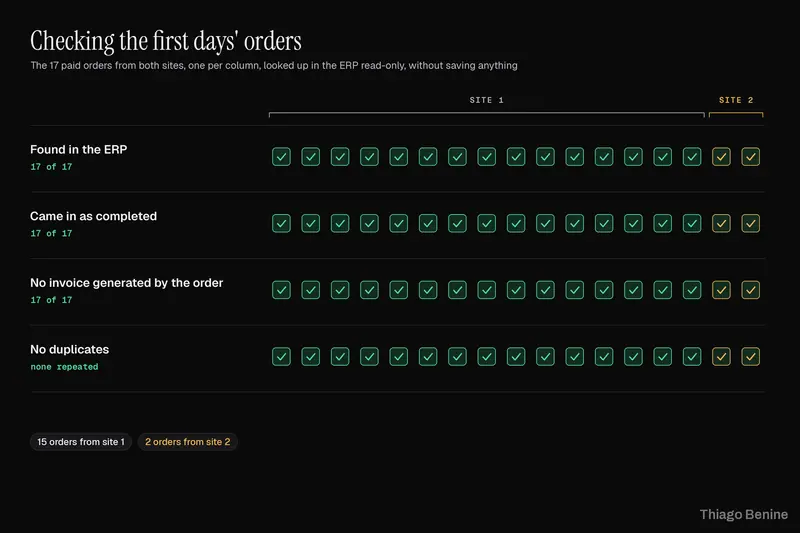 Checking the first days' orders
The 17 paid orders from both sites, one per column, looked up in the ERP read-only, without saving anything
SITE 1
SITE 2
Found in the ERP
17 of 17
Came in as completed
17 of 17
No invoice generated by the order
17 of 17
No duplicates
none repeated
15 orders from site 1
2 orders from site 2
Thiago Benine